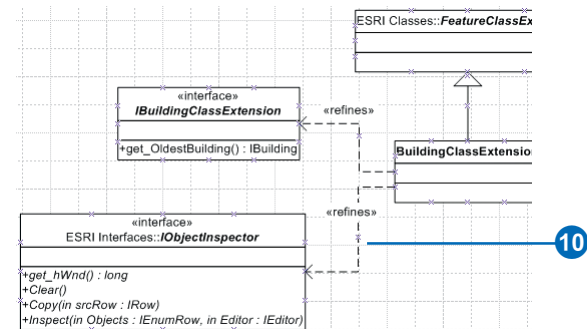 ESRI Classes::FeatureClassEx
«interface»
IBuildingClassExtension
+get_OldestBuilding() : IBuilding
«refines»
BuildingClassExtensio
«refines»
«interface»
ESRI Interfaces::IObjectInspector
+get_hWnd() : long
+Clear()
+Copy(in srcRow : IRow)
+Inspect(in Objects : IEnumRow, in Editor : IEditor)
10